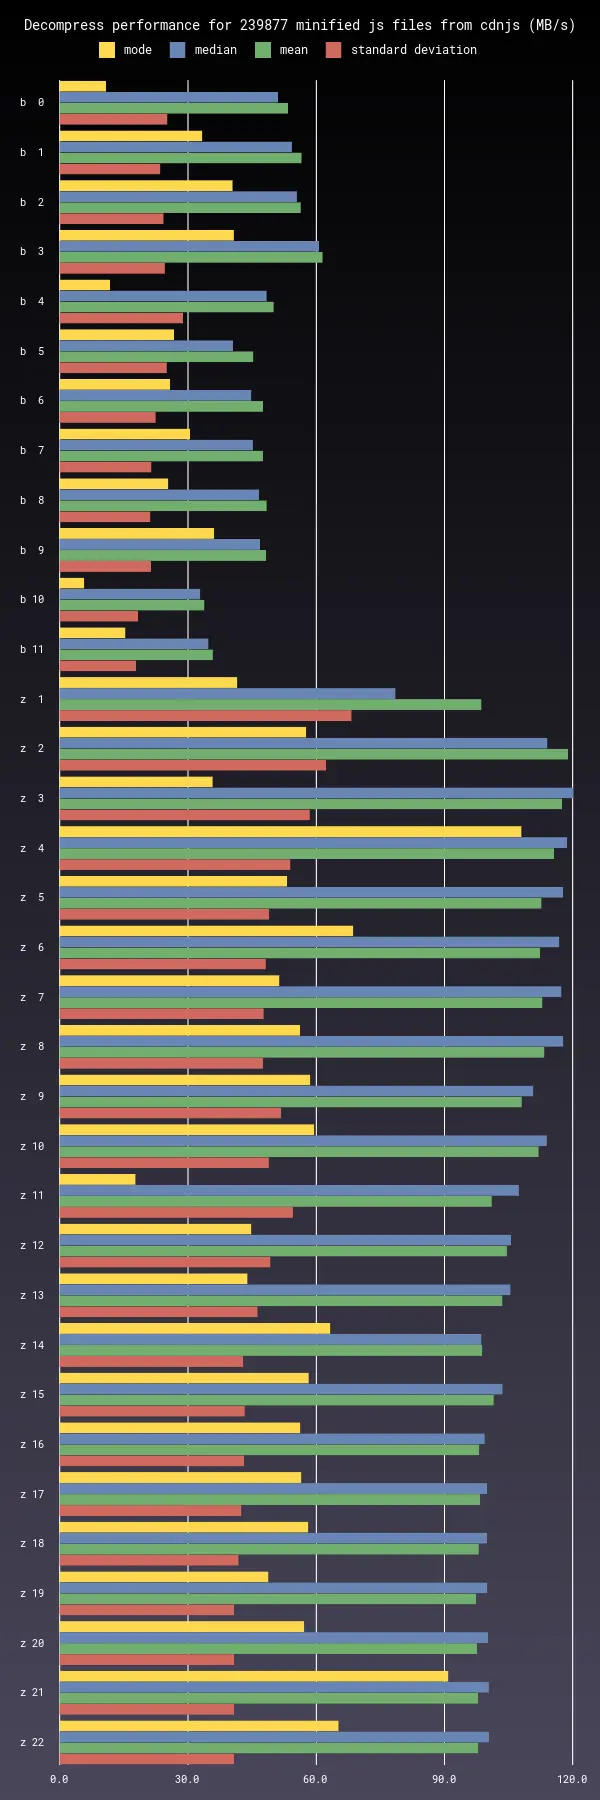 Decompress performance for 239877 minified js files from cdnjs (MB/s)
mode median mean standard deviation
b 0
b 1
b 2
b 3
b 4
b 5
b 6
b 7
b 8
b 9
b 10
b 11
z 1
z 2
z 3
z 4
z 5
z 6
z 7
z 8
z 9
z 10
z 11
z 12
z 13
z 14
z 15
z 16
z 17
z 18
z 19
z 20
z 21
z 22
0.0 30.0 60.0 90.0 120.0